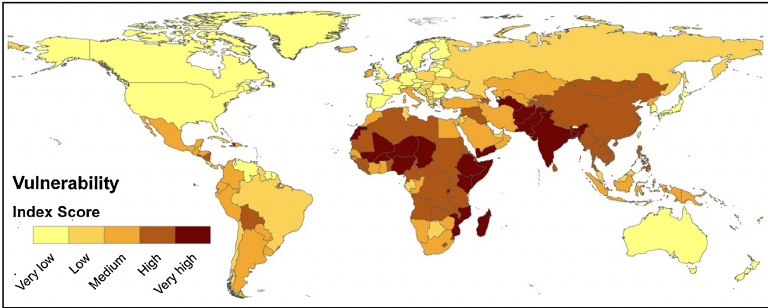 Vulnerability
Index Score
Very low
Low
Medium
High
Very high